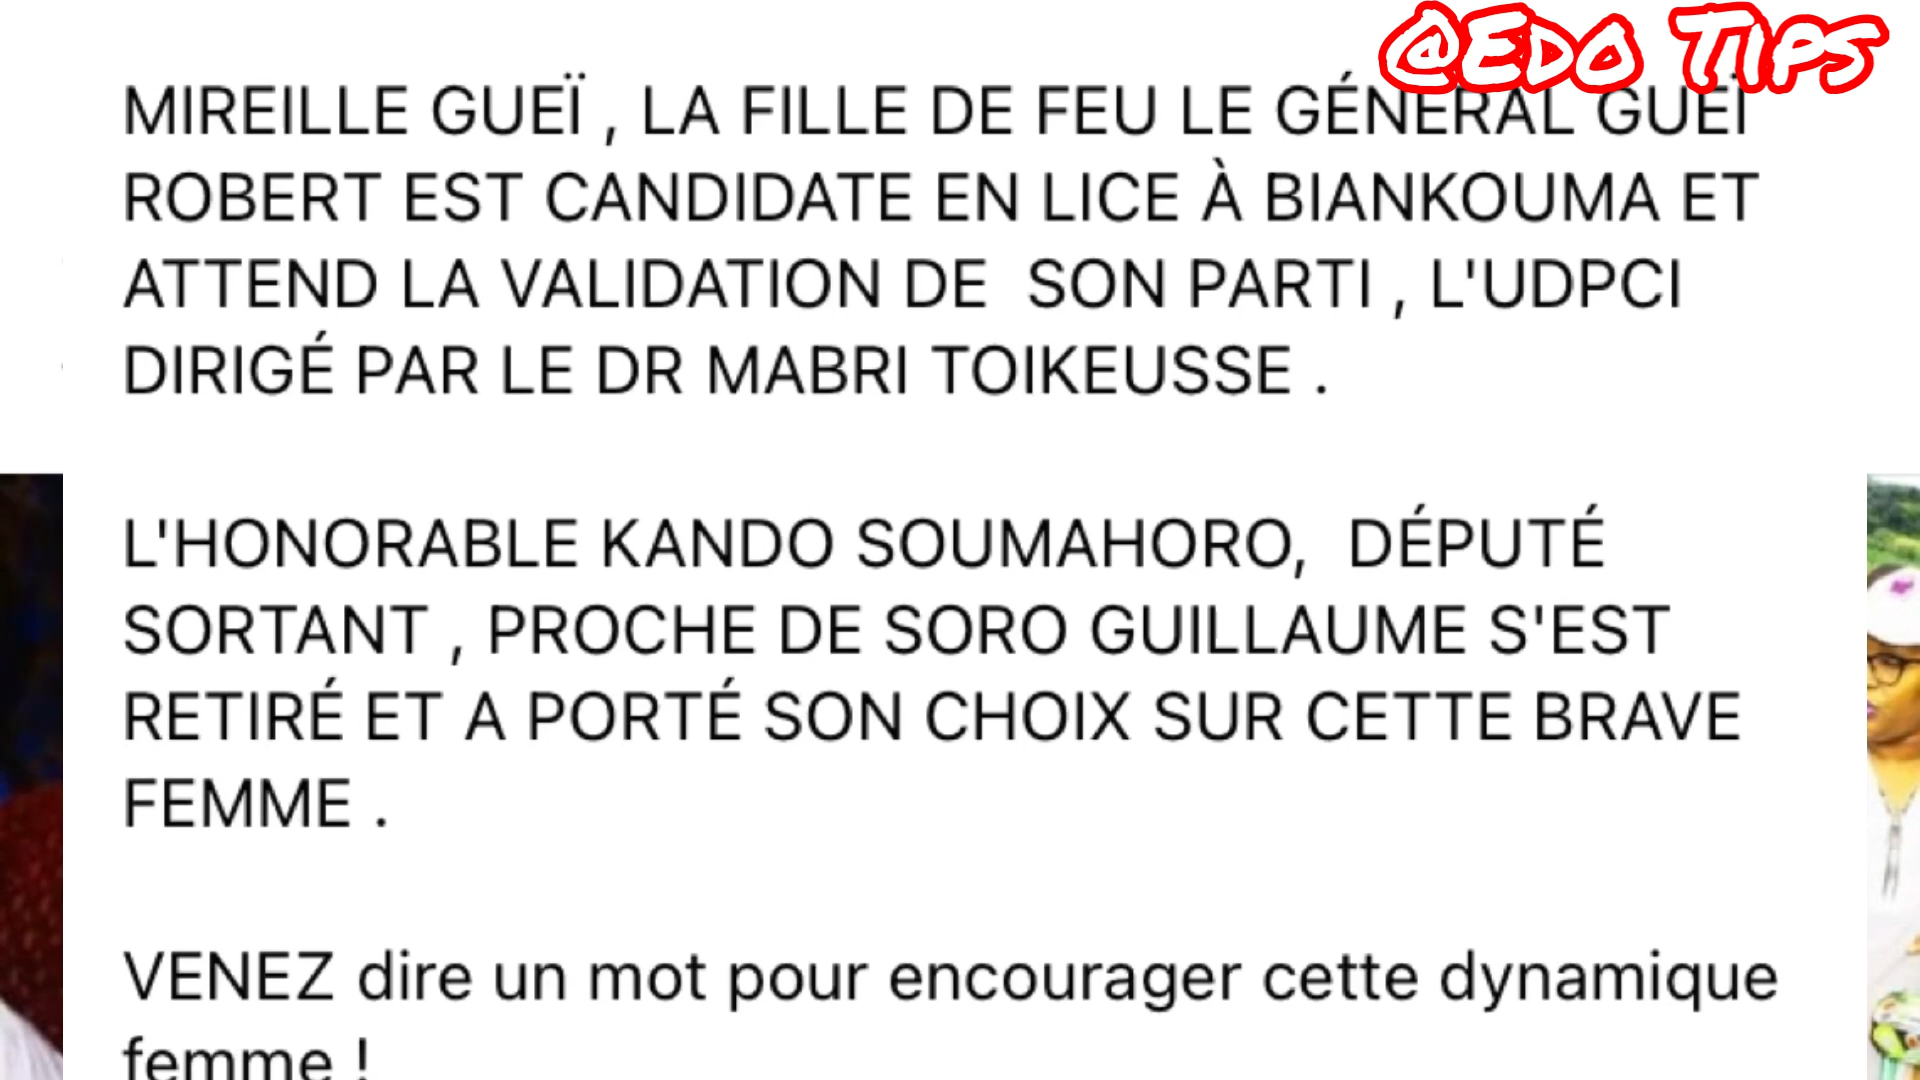 @EDO TIPS
MIREILLE GUEÏ , LA FILLE DE FEU LE GÉNÉRAL GUEÏ
ROBERT EST CANDIDATE EN LICE À BIANKOUMA ET
ATTEND LA VALIDATION DE  SON PARTI , L'UDPCI
DIRIGÉ PAR LE DR MABRI TOIKEUSSE .
L'HONORABLE KANDO SOUMAHORO,  DÉPUTÉ
SORTANT , PROCHE DE SORO GUILLAUME S'EST
RETIRÉ ET A PORTÉ SON CHOIX SUR CETTE BRAVE
FEMME .
VENEZ dire un mot pour encourager cette dynamique
femme !